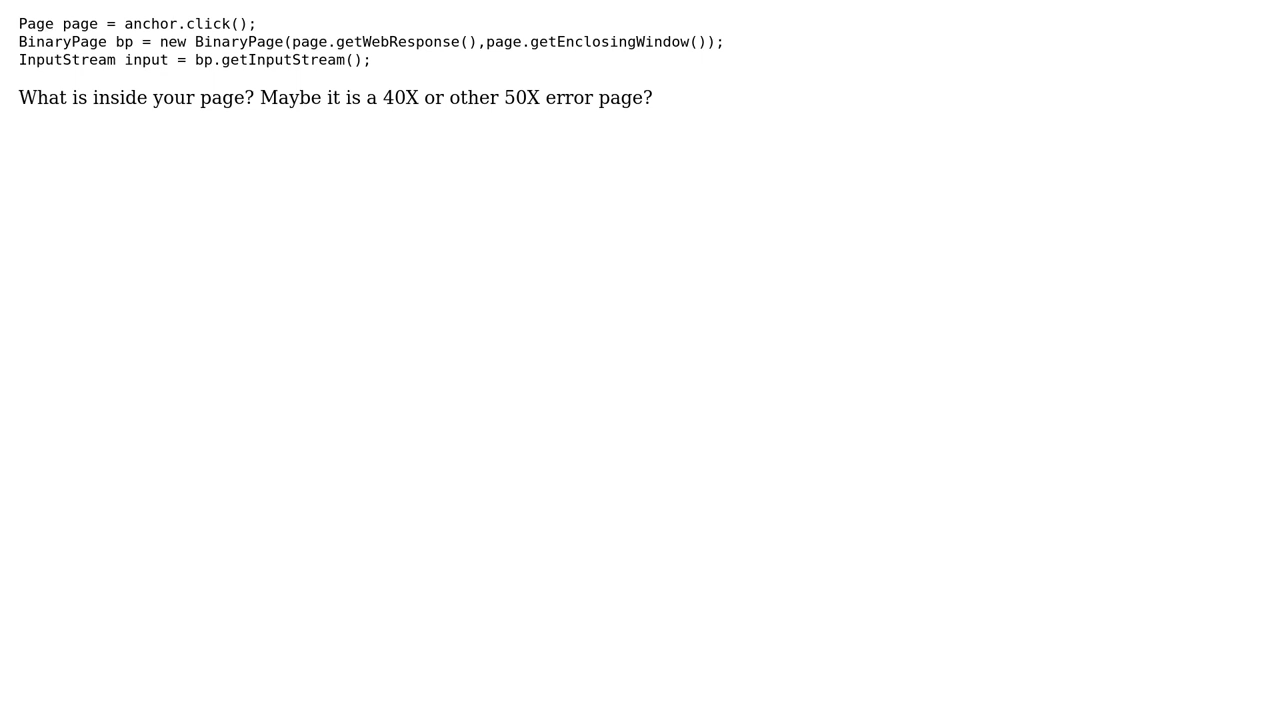 Page page = anchor.click();
BinaryPage bp = new BinaryPage(page.getWebResponse(),page.getEnclosingWindow());
InputStream input = bp.getInputStream();
What is inside your page? Maybe it is a 40X or other 50X error page?